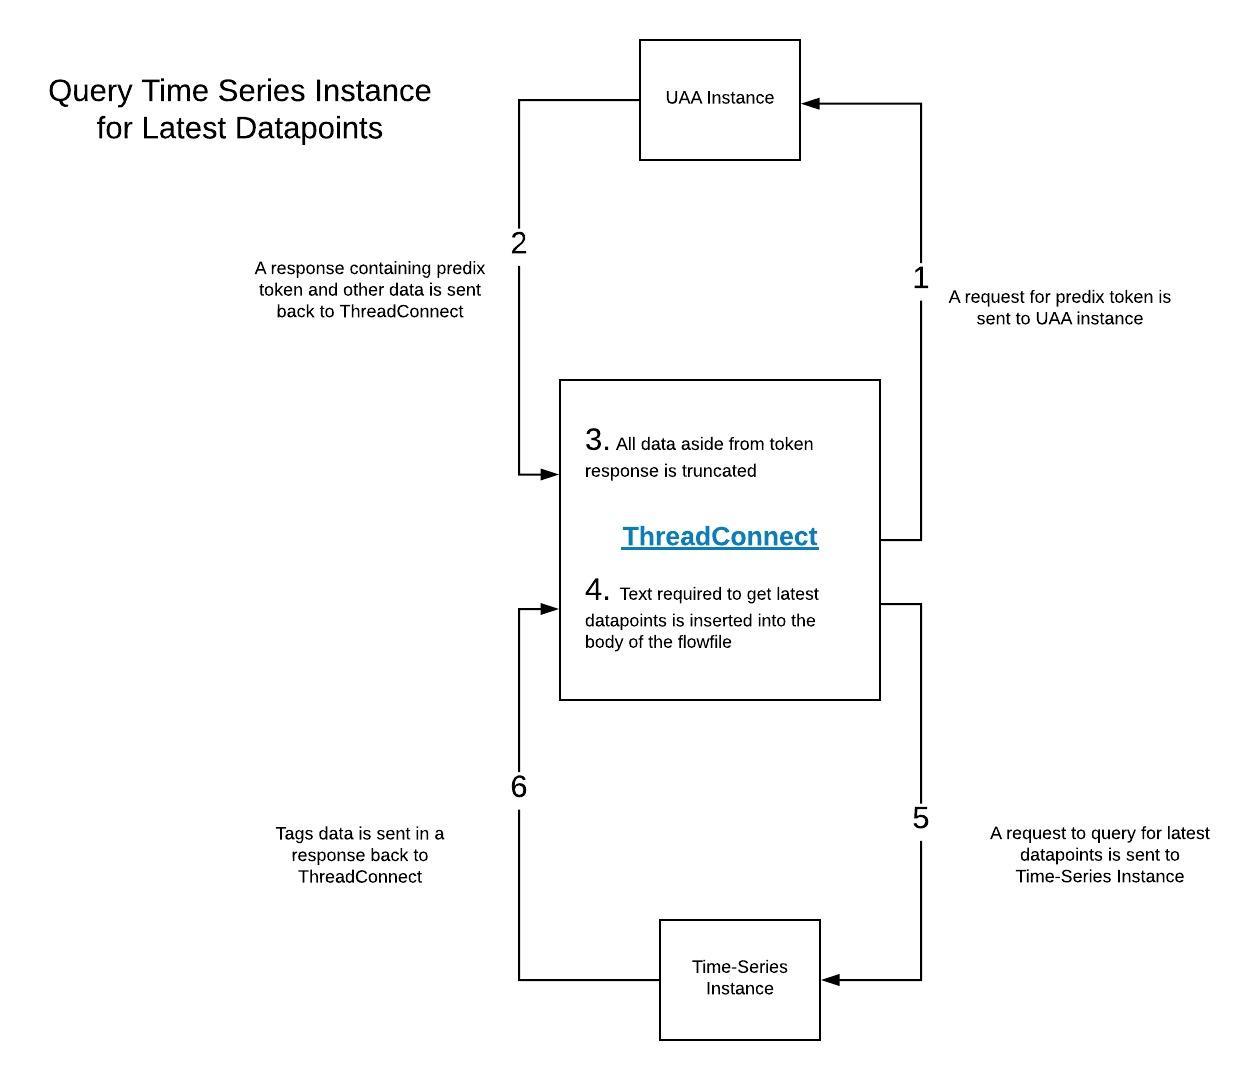 Query Time Series Instance
for Latest Datapoints
UAA Instance
1
A request for predix token is
sent to UAA instance
2
A response containing predix
token and other data is sent
back to ThreadConnect
3. All data aside from token
response is truncated
ThreadConnect
4. Text required to get latest
datapoints is inserted into the
body of the flowfile
5
A request to query for latest
datapoints is sent to
Time-Series Instance
6
Tags data is sent in a
response back to
ThreadConnect
Time-Series
Instance